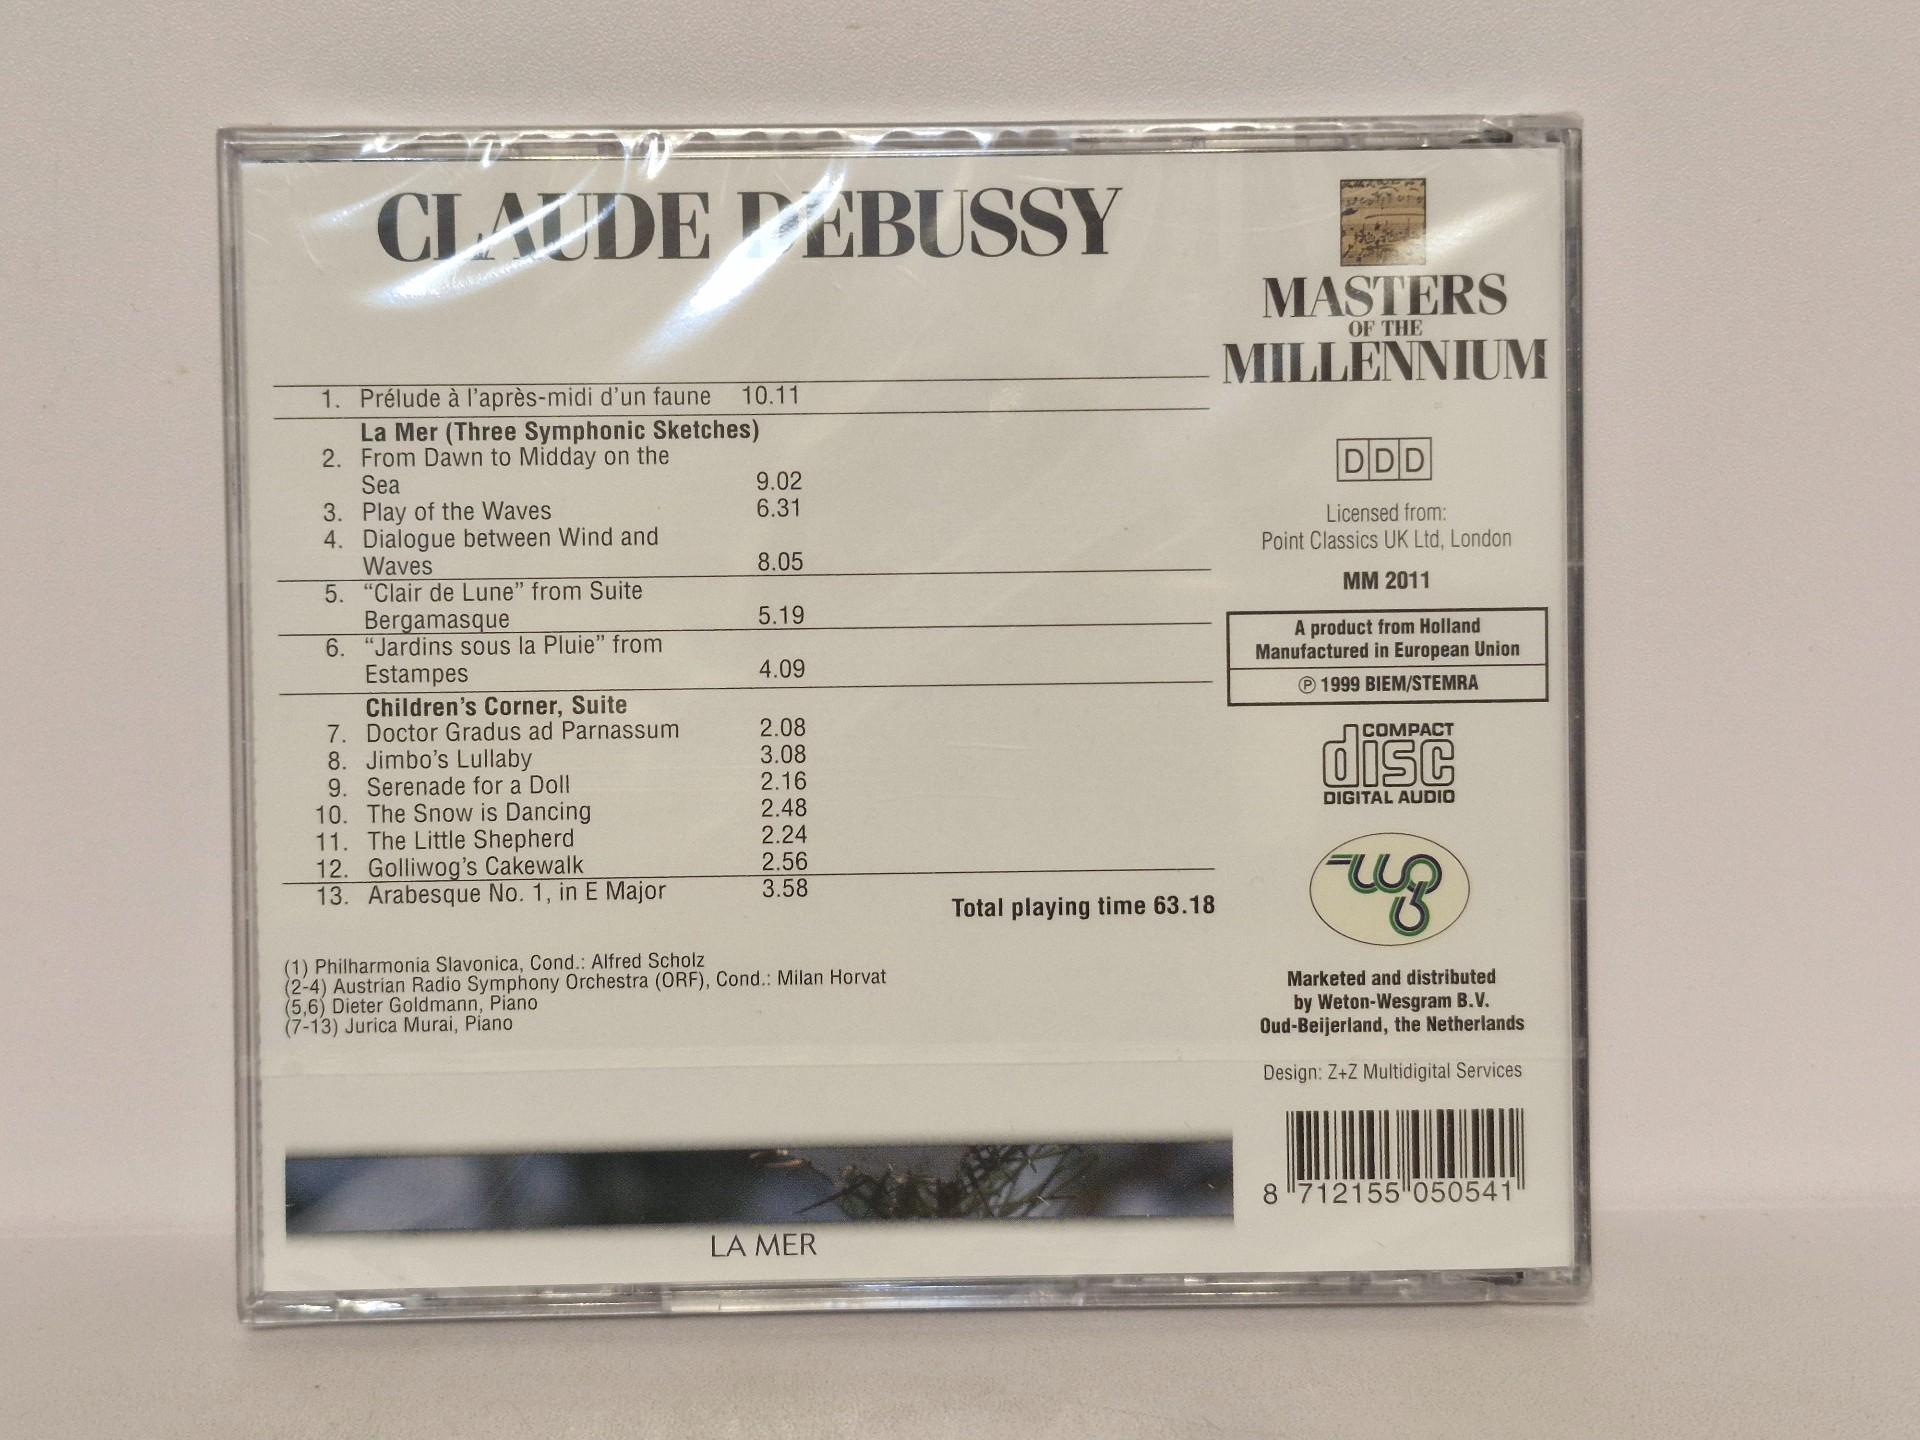 CLAUDE DEBUSSY
1. Prélude à l'après-midi d'un faune 10.11
La Mer (Three Symphonic Sketches)
2. From Dawn to Midday on the
Sea 9.02
3. Play of the Waves 6.31
4. Dialogue between Wind and
Waves 8.05
5. “Clair de Lune” from Suite
Bergamasque 5.19
6. “Jardins sous la Pluie” from
Estampes 4.09
Children's Corner, Suite
7. Doctor Gradus ad Parnassum 2.08
8. Jimbo's Lullaby 3.08
9. Serenade for a Doll 2.16
10. The Snow is Dancing 2.48
11. The Little Shepherd 2.24
12. Golliwog's Cakewalk 2.56
13. Arabesque No. 1, in E Major 3.58
Total playing time 63.18
(1) Philharmonia Slavonica, Cond.: Alfred Scholz
(2-4) Austrian Radio Symphony Orchestra (ORF), Cond.: Milan Horvat
(5,6) Dieter Goldmann, Piano
(7-13) Jurica Murai, Piano
LA MER
MASTERS
OF THE
MILLENNIUM
DDD
Licensed from:
Point Classics UK Ltd, London
MM 2011
A product from Holland
Manufactured in European Union
℗ 1999 BIEM/STEMRA
COMPACT
disc
DIGITAL AUDIO
Marketed and distributed
by Weton-Wesgram B.V.
Oud-Beijerland, the Netherlands
Design: Z+Z Multidigital Services
8 712155 050541